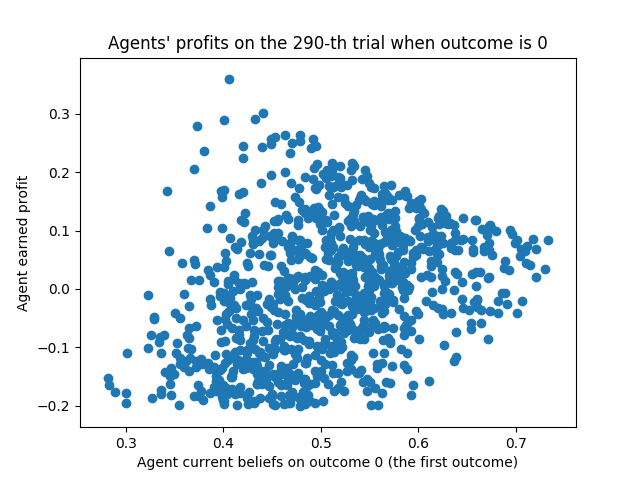 Agents' profits on the 290-th trial when outcome is 0
Agent earned profit
0.3
0.2
0.1
0.0
−0.1
−0.2
0.3 0.4 0.5 0.6 0.7
Agent current beliefs on outcome 0 (the first outcome)